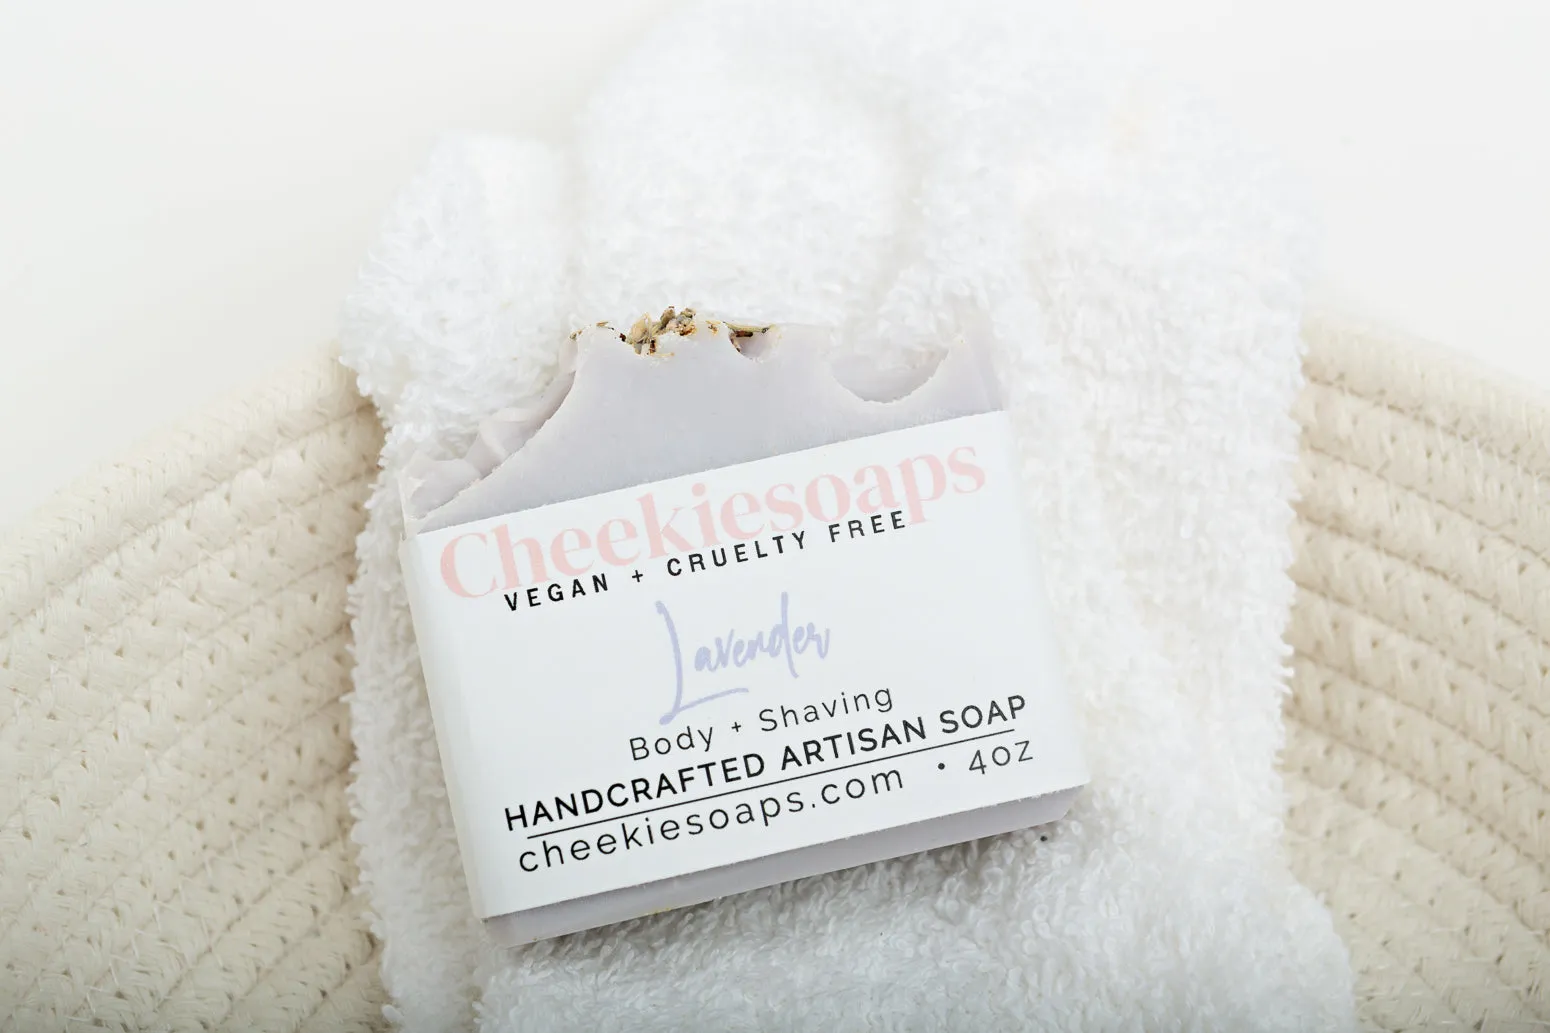 Cheekiesoaps
VEGAN + CRUELTY FREE
Lavender
Body + Shaving
HANDCRAFTED ARTISAN SOAP
cheekiesoaps.com • 4oz